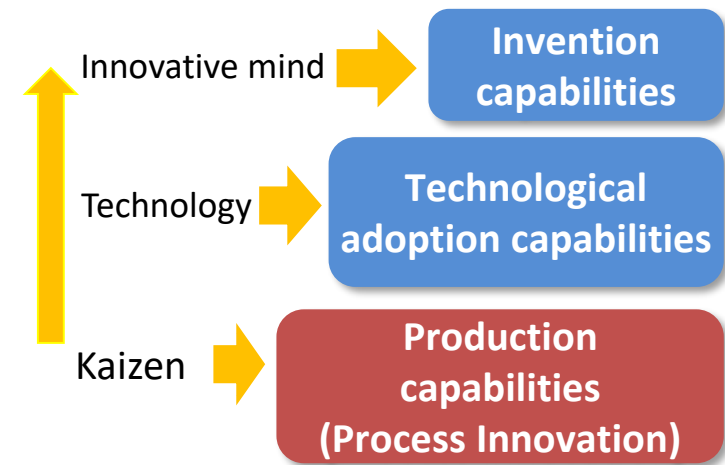 Innovative mind
Invention
capabilities
Technology
Technological
adoption capabilities
Kaizen
Production
capabilities
(Process Innovation)